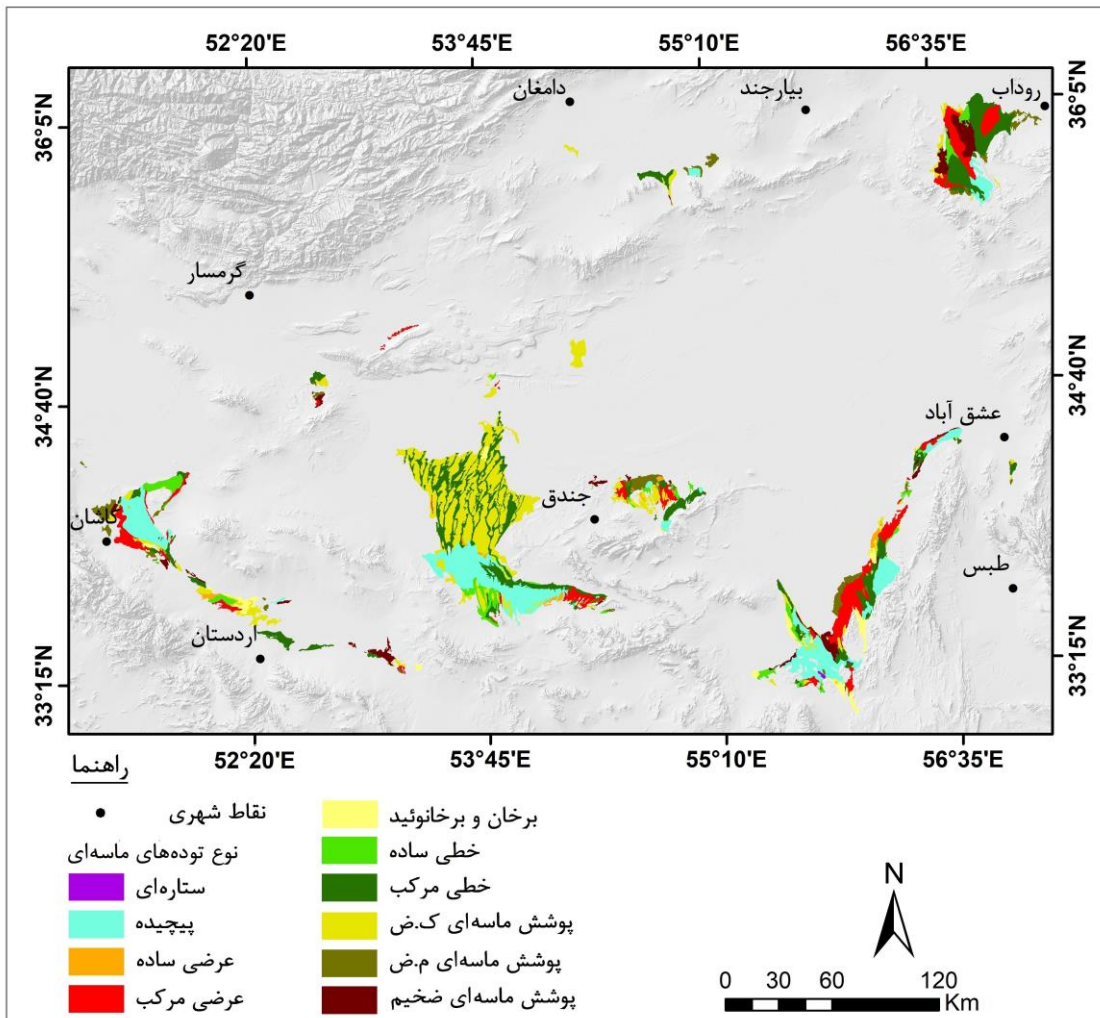 52°20'E 53°45'E 55°10'E 56°35'E
دامغان
بیارجند
روداب
36°5'N
36°5'N
گرمسار
34°40'N
34°40'N
عشق آباد
کاشان
جندق
طبس
اردستان
33°15'N
33°15'N
52°20'E 53°45'E 55°10'E 56°35'E
راهنما
نقاط شهری
نوع توده‌های ماسه‌ای
ستاره‌ای
پیچیده
عرضی ساده
عرضی مرکب
برخان و برخانوئید
خطی ساده
خطی مرکب
پوشش ماسه‌ای ک.ض
پوشش ماسه‌ای م.ض
پوشش ماسه‌ای ضخیم
N
0 30 60 120
Km